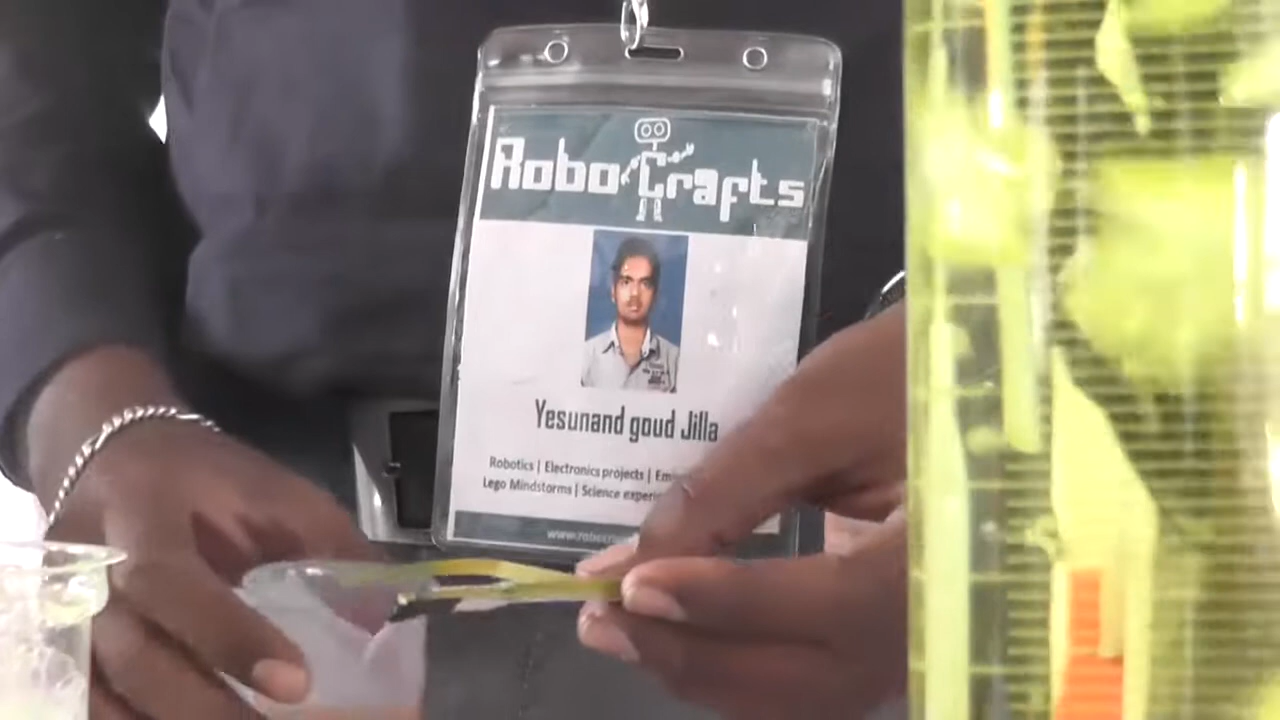 RoboCrafts
Yesunand goud Jilla
Robotics | Electronics projects |
Lego Mindstorms | Science